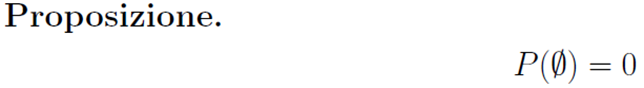 Proposizione.
P(∅) = 0